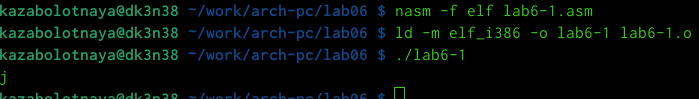 kazabolotnaya@dk3n38 ~/work/arch-pc/lab06 $ nasm -f elf lab6-1.asm
kazabolotnaya@dk3n38 ~/work/arch-pc/lab06 $ ld -m elf_i386 -o lab6-1 lab6-1.o
kazabolotnaya@dk3n38 ~/work/arch-pc/lab06 $ ./lab6-1
j
kazabolotnaya@dk3n38 ~/work/arch-pc/lab06 $